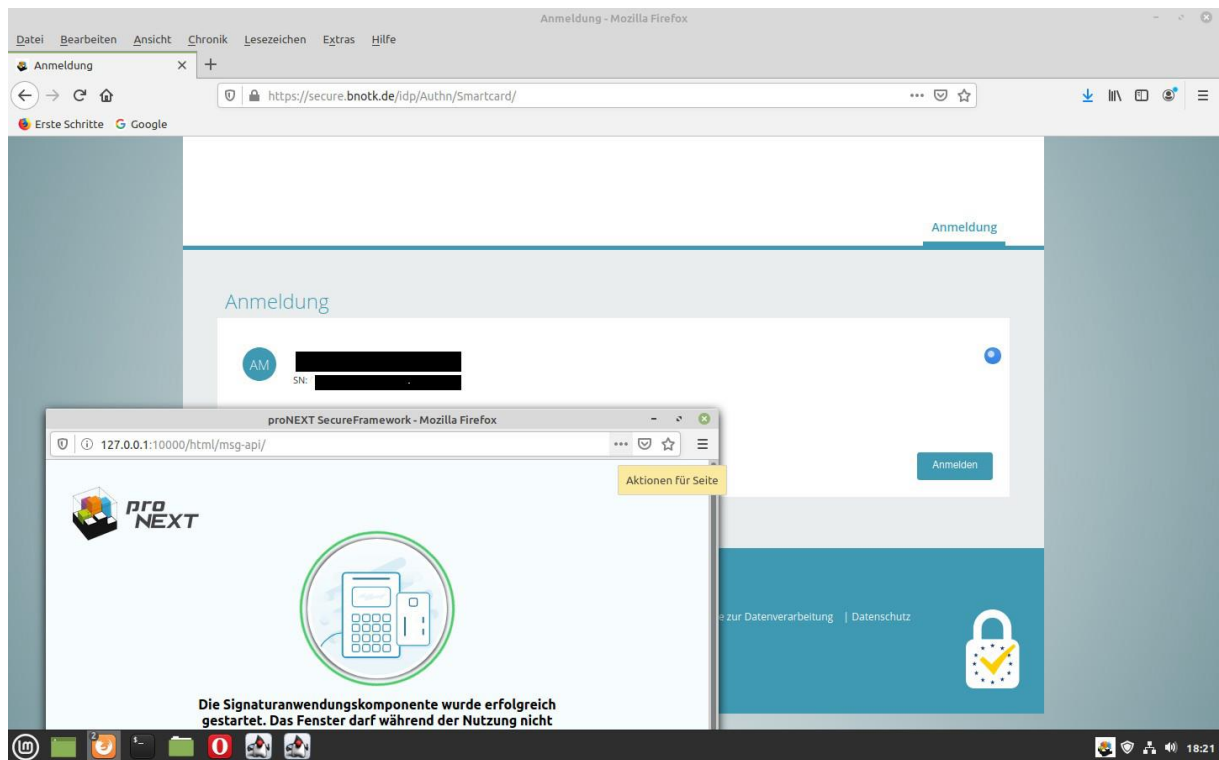 Anmeldung - Mozilla Firefox
Datei Bearbeiten Ansicht Chronik Lesezeichen Extras Hilfe
Anmeldung
https://secure.bnotk.de/idp/Authn/Smartcard/
Erste Schritte Google
Anmeldung
Anmeldung
AM
SN:
Anmelden
proNEXT SecureFramework - Mozilla Firefox
127.0.0.1:10000/html/msg-api/
Aktionen für Seite
pro
NEXT
Die Signaturanwendungskomponente wurde erfolgreich
gestartet. Das Fenster darf während der Nutzung nicht
e zur Datenverarbeitung | Datenschutz
2
18:21